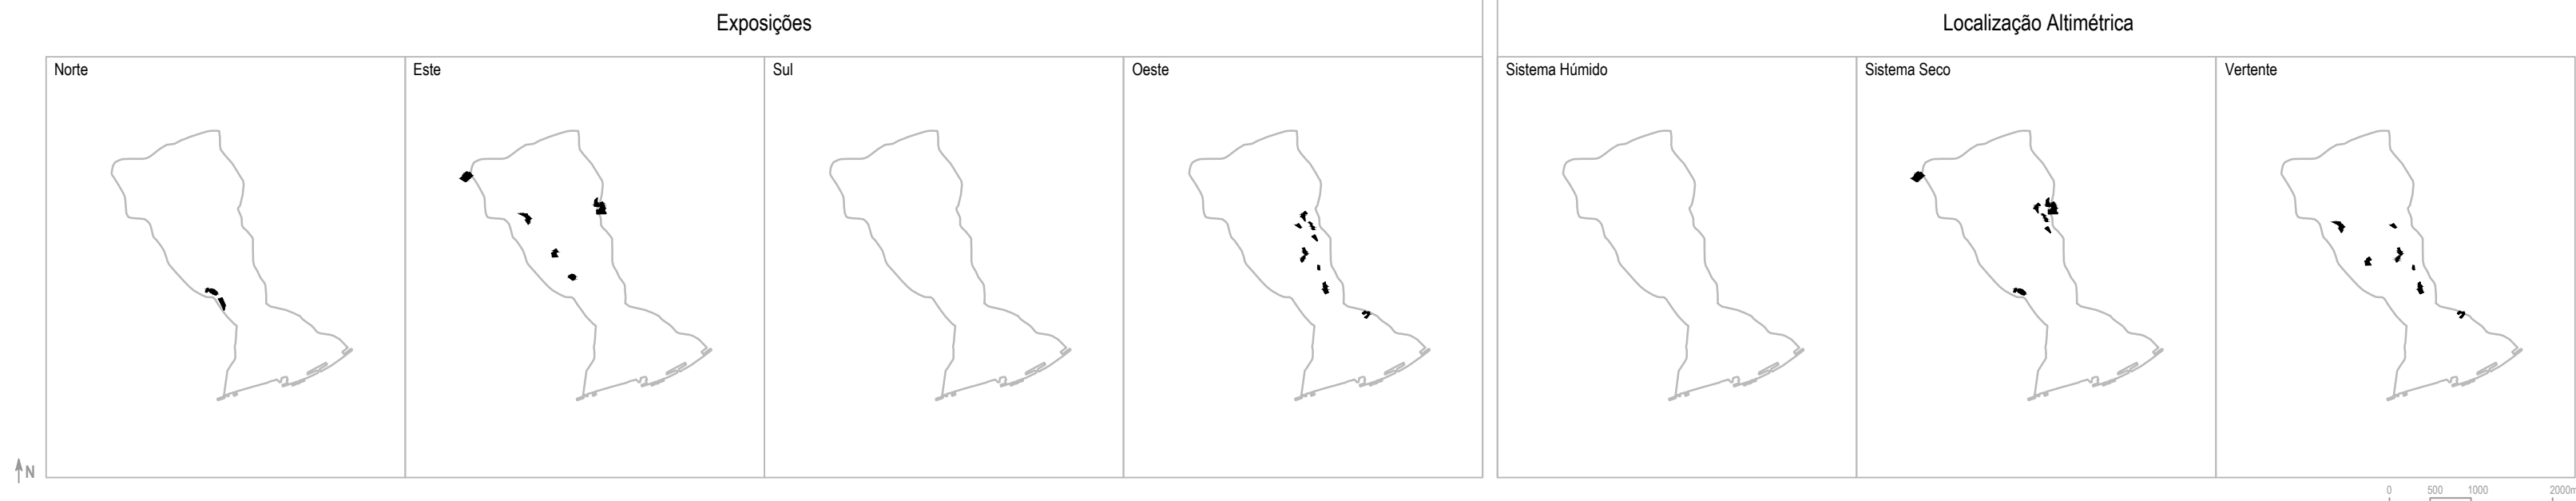 Exposições
Localização Altimétrica
Norte
Este
Sul
Oeste
Sistema Húmido
Sistema Seco
Vertente
N
0 500 1000 2000m